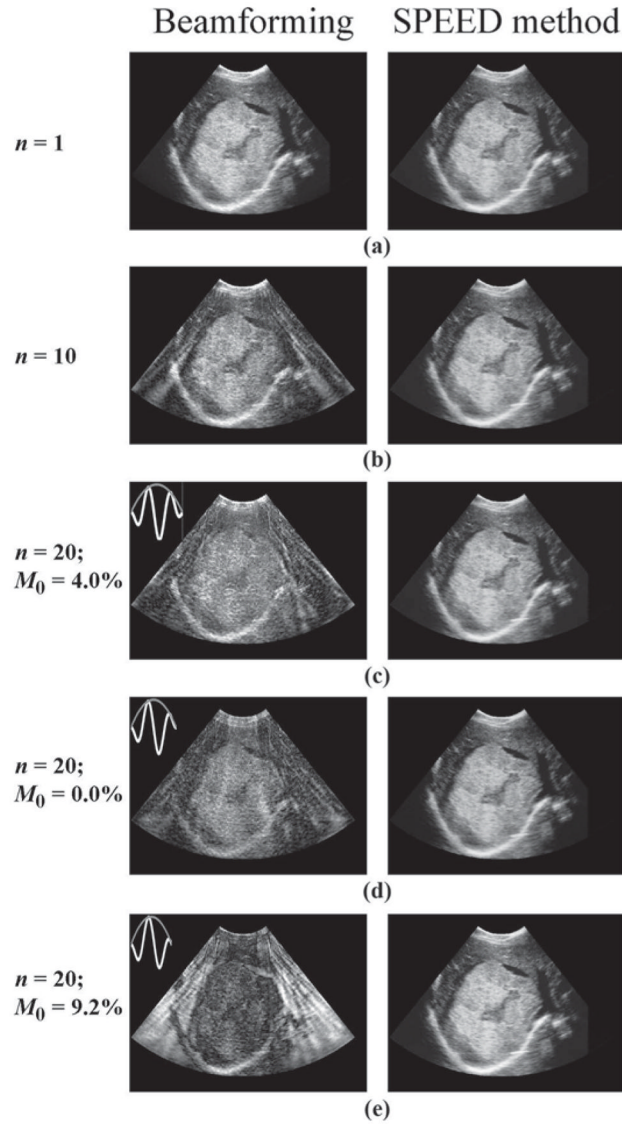 Beamforming SPEED method
n = 1
(a)
n = 10
(b)
n = 20;
M₀ = 4.0%
(c)
n = 20;
M₀ = 0.0%
(d)
n = 20;
M₀ = 9.2%
(e)